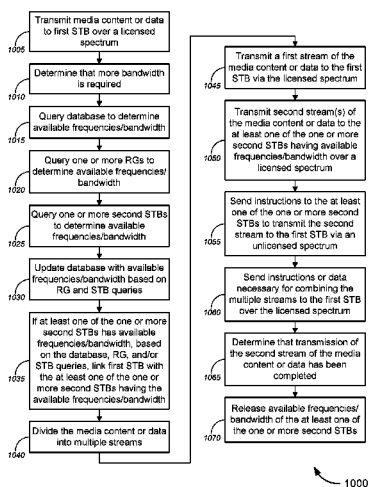 Transmit media content or data
to first STB over a licensed
spectrum
1005
Determine that more bandwidth
is required
1010
Query database to determine
available frequencies/bandwidth
1015
Query one or more RGs to
determine available frequencies/
bandwidth
1020
Query one or more second STBs
to determine available
frequencies/bandwidth
1025
Update database with available
frequencies/bandwidth based on
RG and STB queries
1030
If at least one of the one or more
second STBs has available
frequencies/bandwidth, based
on the database, RG, and/or
STB queries, link first STB with
the at least one of the one or
more second STBs having the
available frequencies/bandwidth
1035
Divide the media content or data
into multiple streams
1040
Transmit a first stream of the
media content or data to the first
STB via the licensed spectrum
1045
Transmit second stream(s) of
the media content or data to the
at least one of the one or more
second STBs having available
frequencies/bandwidth over a
licensed spectrum
1050
Send instructions to the at least
one of the one or more second
STBs to transmit the second
stream to the first STB via an
unlicensed spectrum
1055
Send instructions or data
necessary for combining the
multiple streams to the first STB
over the licensed spectrum
1060
Determine that transmission of
the second stream of the media
content or data has been
completed
1065
Release available frequencies/
bandwidth of the at least one of
the one or more second STBs
1070
1000